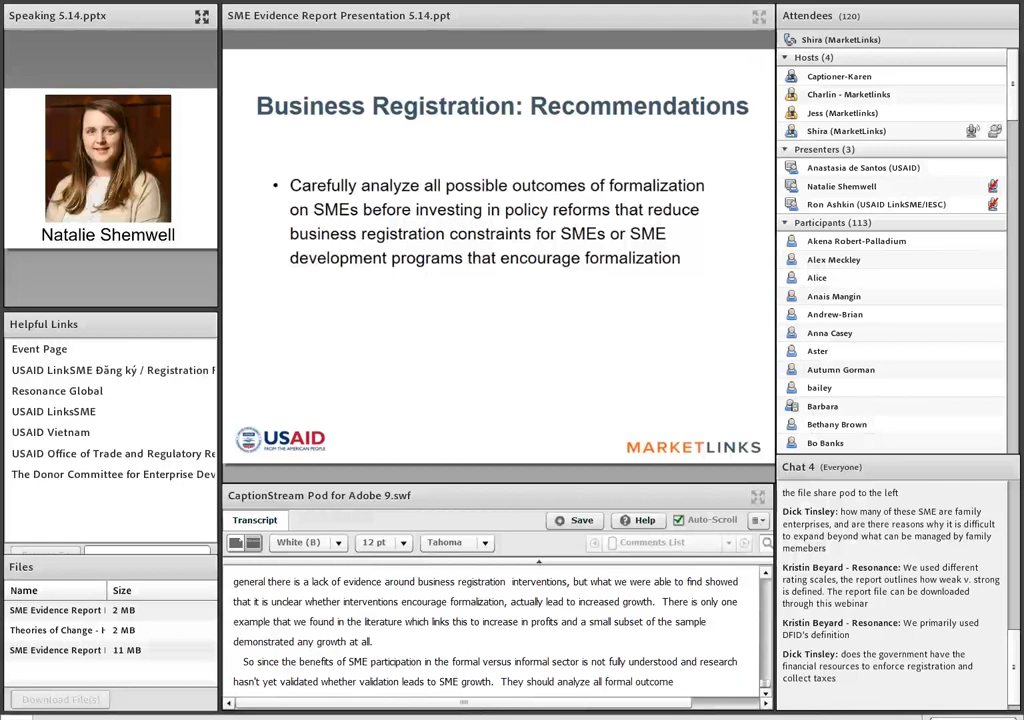 Speaking 5.14.pptx
Natalie Shemwell
Helpful Links
Event Page
USAID LinkSME Đăng ký / Registration F
Resonance Global
USAID LinksSME
USAID Vietnam
USAID Office of Trade and Regulatory Re
The Donor Committee for Enterprise Dev
Files
Name Size
SME Evidence Report 2 MB
Theories of Change - 2 MB
SME Evidence Report 11 MB
Download File(s)
SME Evidence Report Presentation 5.14.ppt
Business Registration: Recommendations
• Carefully analyze all possible outcomes of formalization
on SMEs before investing in policy reforms that reduce
business registration constraints for SMEs or SME
development programs that encourage formalization
USAID
FROM THE AMERICAN PEOPLE
MARKETLINKS
CaptionStream Pod for Adobe 9.swf
Transcript Save Help Auto-Scroll
White (B) 12 pt Tahoma Comments List
general there is a lack of evidence around business registration interventions, but what we were able to find showed
that it is unclear whether interventions encourage formalization, actually lead to increased growth. There is only one
example that we found in the literature which links this to increase in profits and a small subset of the sample
demonstrated any growth at all.
So since the benefits of SME participation in the formal versus informal sector is not fully understood and research
hasn't yet validated whether validation leads to SME growth. They should analyze all formal outcome
Attendees (120)
Shira (MarketLinks)
Hosts (4)
Captioner-Karen
Charlin - Marketlinks
Jess (Marketlinks)
Shira (MarketLinks)
Presenters (3)
Anastasia de Santos (USAID)
Natalie Shemwell
Ron Ashkin (USAID LinkSME/IESC)
Participants (113)
Akena Robert-Palladium
Alex Meckley
Alice
Anais Mangin
Andrew-Brian
Anna Casey
Aster
Autumn Gorman
bailey
Barbara
Bethany Brown
Bo Banks
Chat 4 (Everyone)
the file share pod to the left
Dick Tinsley: how many of these SME are family
enterprises, and are there reasons why it is difficult
to expand beyond what can be managed by family
memebers
Kristin Beyard - Resonance: We used different
rating scales, the report outlines how weak v. strong
is defined. The report file can be downloaded
through this webinar
Kristin Beyard - Resonance: We primarily used
DFID's definition
Dick Tinsley: does the government have the
financial resources to enforce registration and
collect taxes